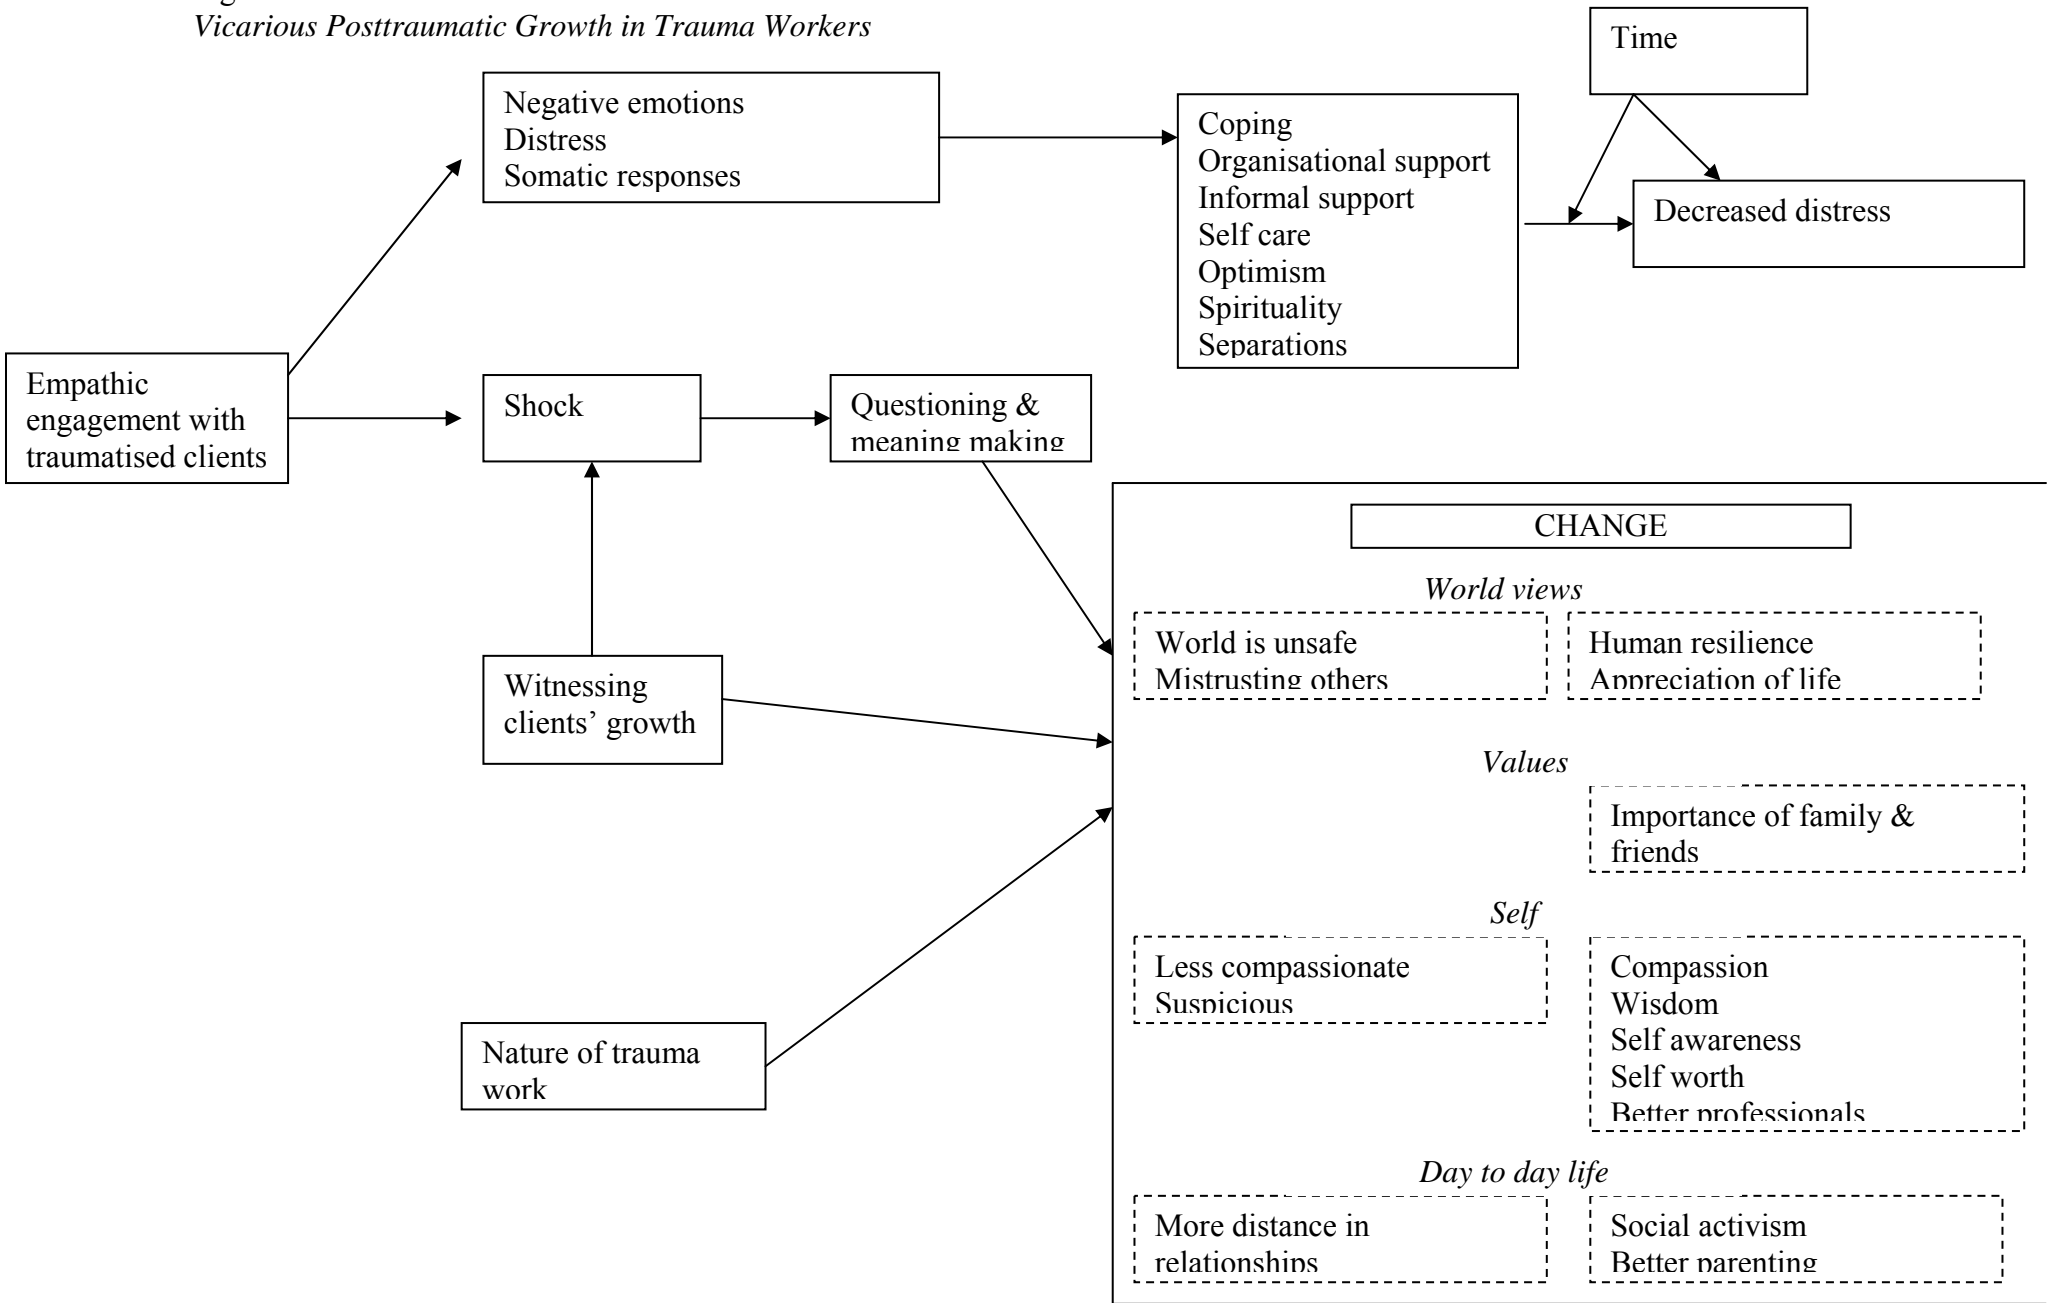 Vicarious Posttraumatic Growth in Trauma Workers
Time
Negative emotions
Distress
Somatic responses
Coping
Organisational support
Informal support
Self care
Optimism
Spirituality
Separations
Decreased distress
Empathic
engagement with
traumatised clients
Shock
Questioning &
meaning making
CHANGE
World views
World is unsafe
Mistrusting others
Human resilience
Appreciation of life
Witnessing
clients’ growth
Values
Importance of family &
friends
Self
Less compassionate
Suspicious
Compassion
Wisdom
Self awareness
Self worth
Better professionals
Nature of trauma
work
Day to day life
More distance in
relationships
Social activism
Better parenting